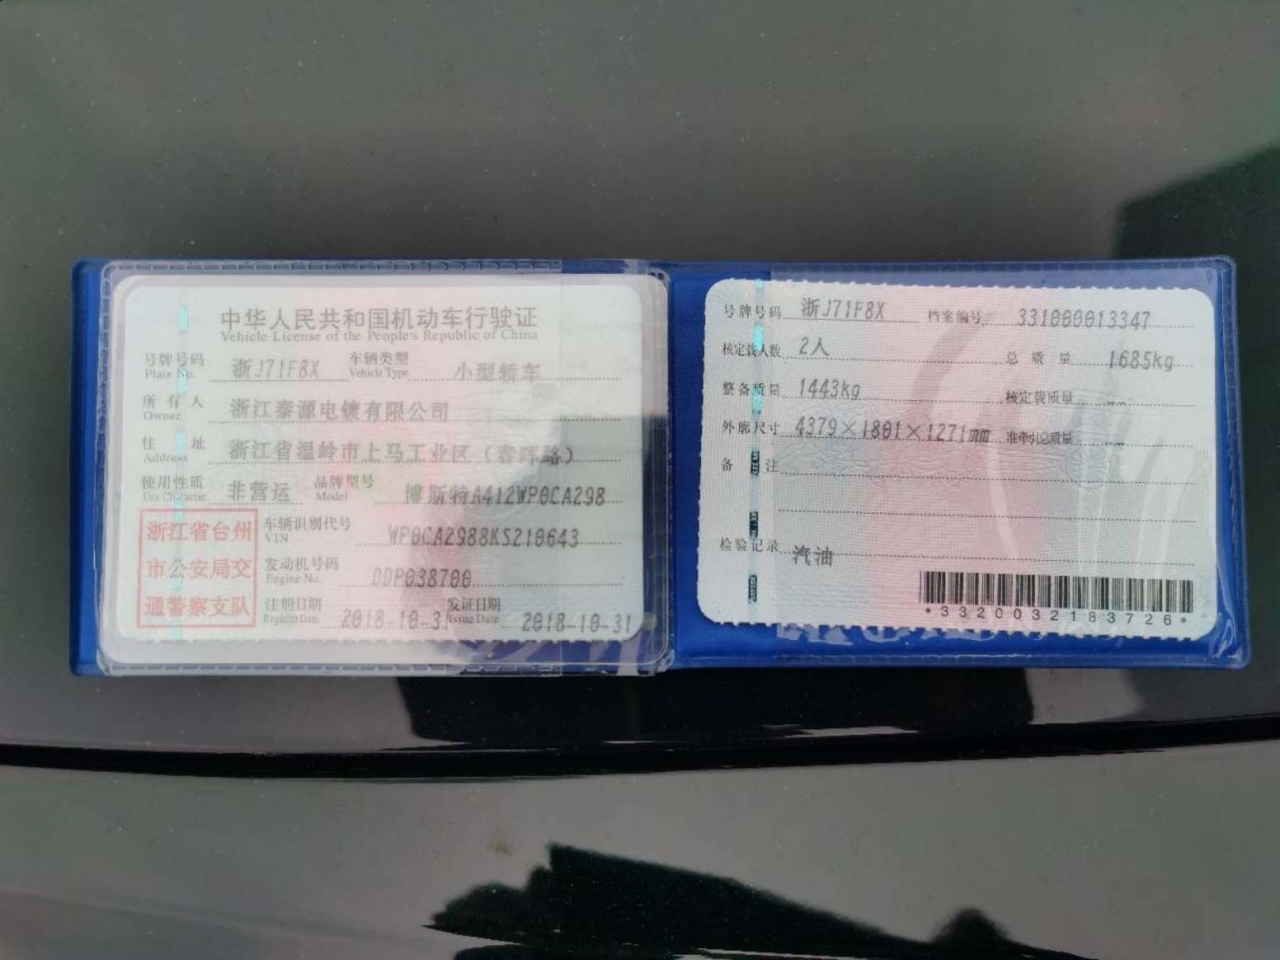 中华人民共和国机动车行驶证
Vehicle License of the People's Republic of China
号牌号码 浙J71F8X 车辆类型 小型轿车
Plate No. Vehicle Type
所有人 浙江泰源电镀有限公司
Owner
住址 浙江省温岭市上马工业区（春晖路）
Address
使用性质 非营运 品牌型号 博斯特A412WP0CA298
Use Character Model
浙江省台州
市公安局交
通警察支队
车辆识别代号 WP0CA2988KS210643
VIN
发动机号码 DDP038700
Engine No.
注册日期 2018-10-31 发证日期 2018-10-31
Register Date Issue Date
号牌号码 浙J71F8X 档案编号 331000013347
核定载人数 2人 总质量 1685kg
整备质量 1443kg 核定载质量 --
外廓尺寸 4379×1801×1271mm 准牵引总质量 --
备注
检验记录 汽油
*3320032183726*